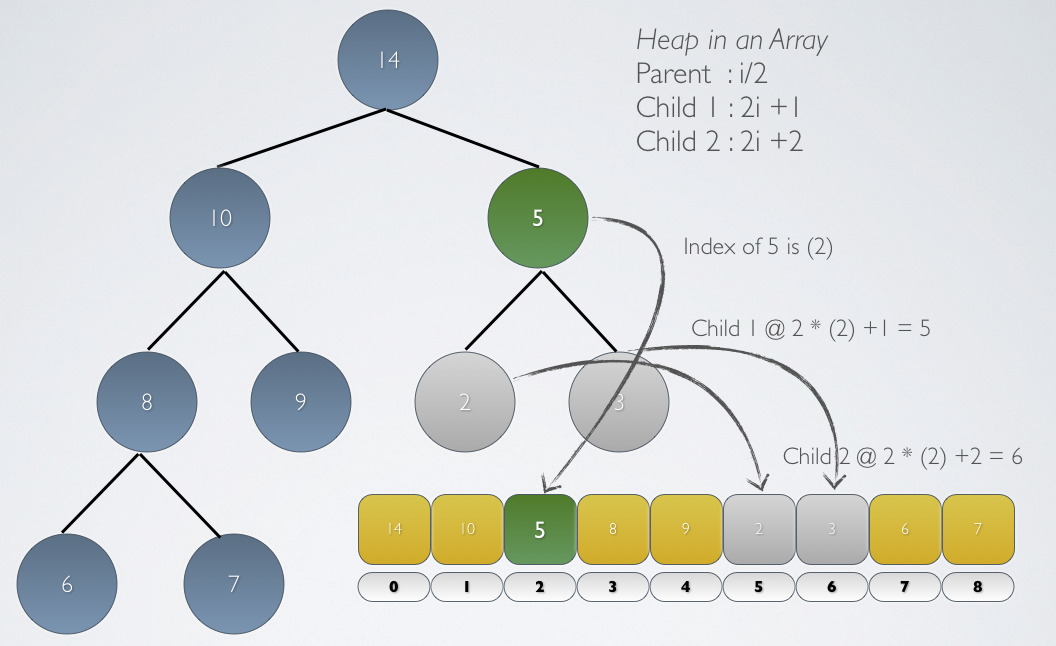 14
Heap in an Array
Parent : i/2
Child 1 : 2i +1
Child 2 : 2i +2
10
5
Index of 5 is (2)
Child 1 @ 2 * (2) +1 = 5
8
9
2
3
Child 2 @ 2 * (2) +2 = 6
14 10 5 8 9 2 3 6 7
0 1 2 3 4 5 6 7 8
6
7